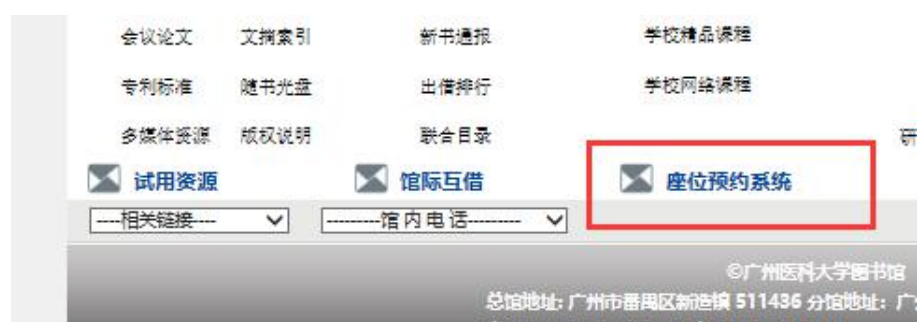 会议论文 文摘索引 新书通报 学校精品课程
专利标准 随书光盘 出借排行 学校网络课程
多媒体资源 版权说明 联合目录 研
试用资源 馆际互借 座位预约系统
----相关链接---- ---------馆 内 电 话---------
©广州医科大学图书馆
总馆地址: 广州市番禺区新造镇 511436 分馆地址: 广